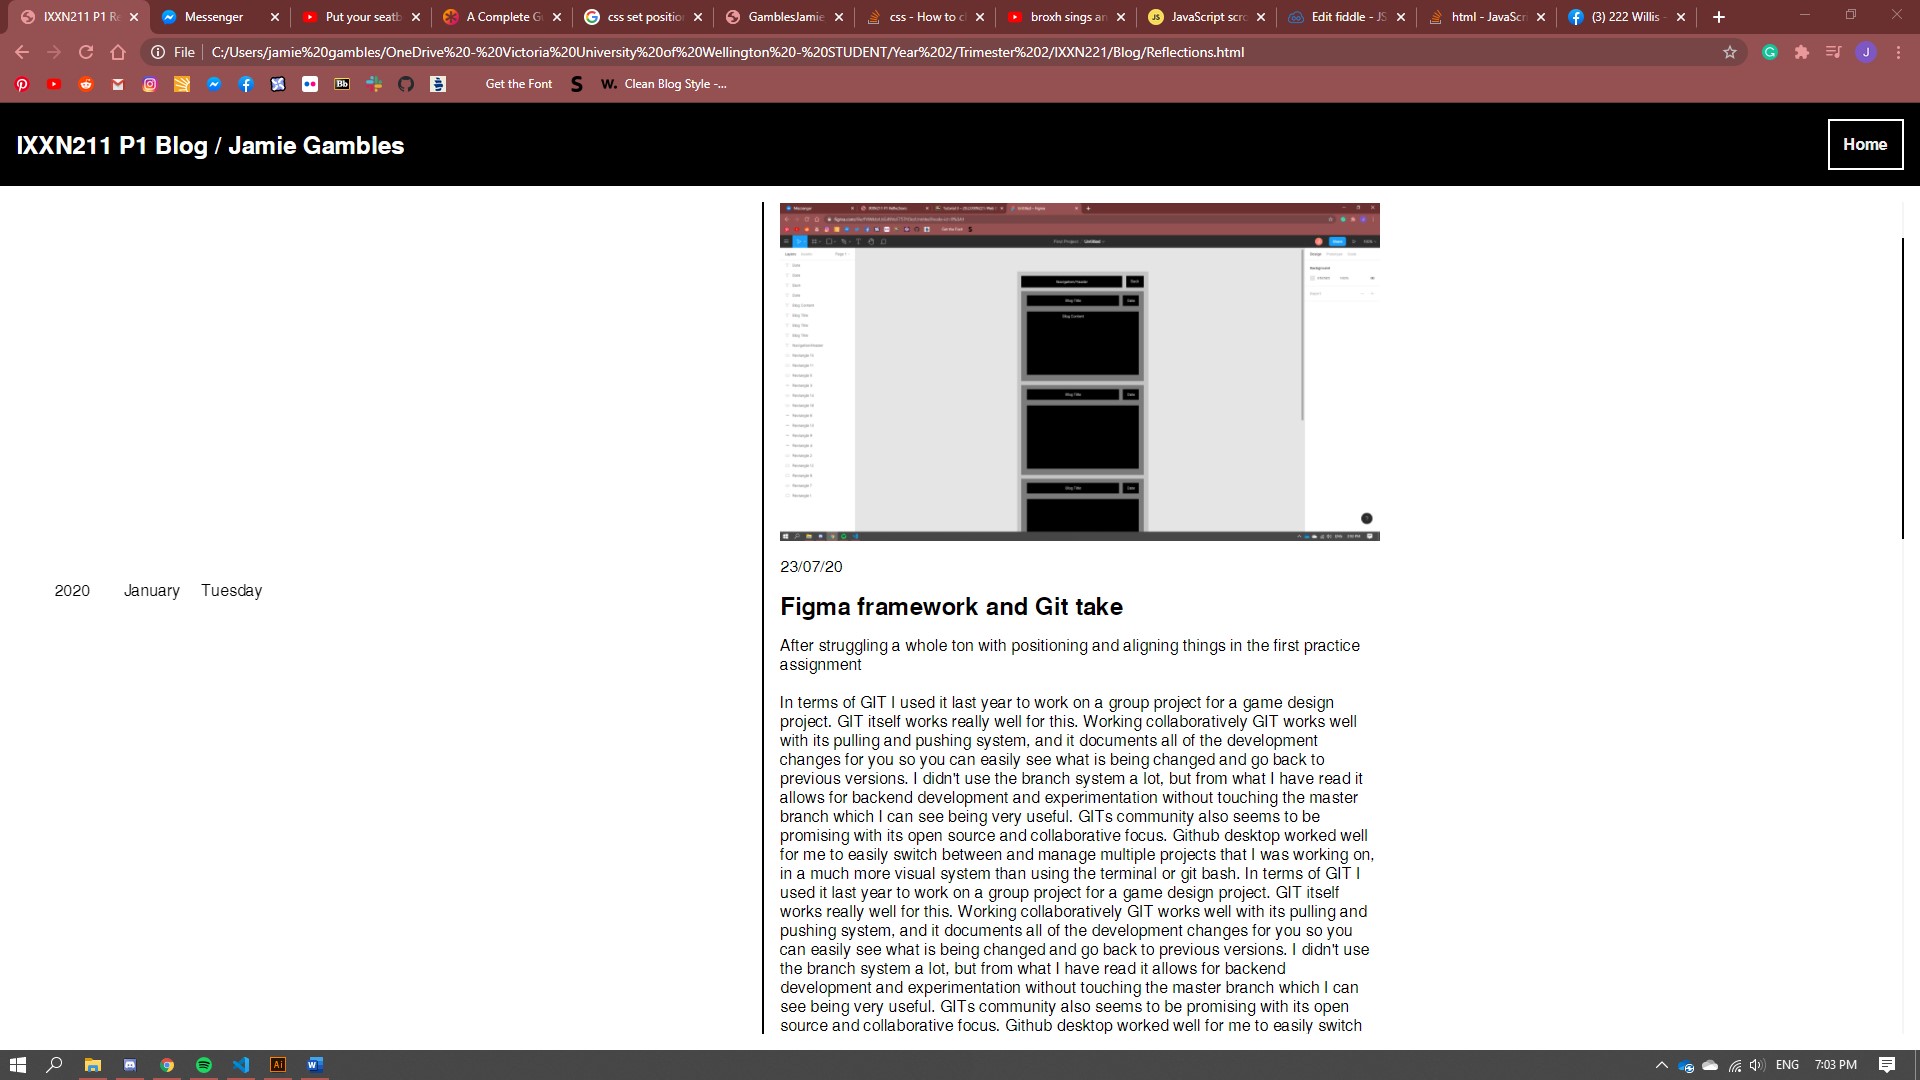 IXXN211 P1 Re
Messenger
Put your seatb
A Complete Gu
css set position
GamblesJamie
css - How to c
broxh sings an
JavaScript scro
Edit fiddle - JS
html - JavaScri
(3) 222 Willis -
File
C:/Users/jamie%20gambles/OneDrive%20-%20Victoria%20University%20of%20Wellington%20-%20STUDENT/Year%202/Trimester%202/IXXN221/Blog/Reflections.html
Get the Font
Clean Blog Style -...
IXXN211 P1 Blog / Jamie Gambles
Home
Navigation/Header
Back
Blog Title
Date
Blog Content
Blog Title
Date
Blog Title
Date
23/07/20
2020 January Tuesday
Figma framework and Git take
After struggling a whole ton with positioning and aligning things in the first practice
assignment
In terms of GIT I used it last year to work on a group project for a game design
project. GIT itself works really well for this. Working collaboratively GIT works well
with its pulling and pushing system, and it documents all of the development
changes for you so you can easily see what is being changed and go back to
previous versions. I didn't use the branch system a lot, but from what I have read it
allows for backend development and experimentation without touching the master
branch which I can see being very useful. GITs community also seems to be
promising with its open source and collaborative focus. Github desktop worked well
for me to easily switch between and manage multiple projects that I was working on,
in a much more visual system than using the terminal or git bash. In terms of GIT I
used it last year to work on a group project for a game design project. GIT itself
works really well for this. Working collaboratively GIT works well with its pulling and
pushing system, and it documents all of the development changes for you so you
can easily see what is being changed and go back to previous versions. I didn't use
the branch system a lot, but from what I have read it allows for backend
development and experimentation without touching the master branch which I can
see being very useful. GITs community also seems to be promising with its open
source and collaborative focus. Github desktop worked well for me to easily switch
ENG
7:03 PM